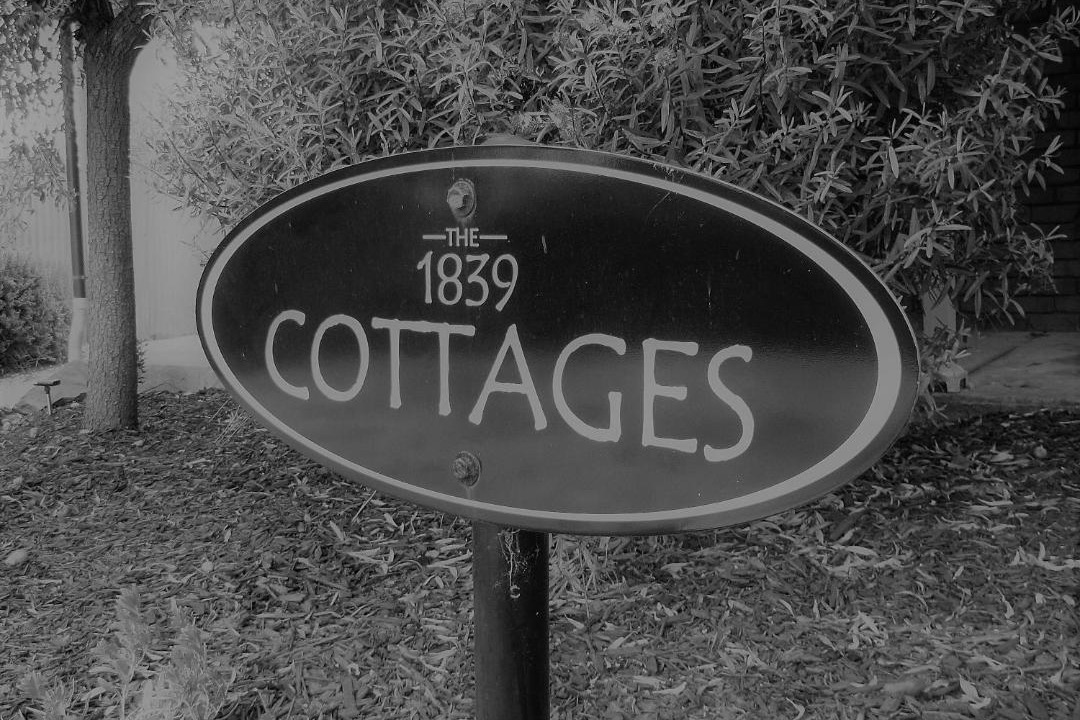 THE
1839
COTTAGES